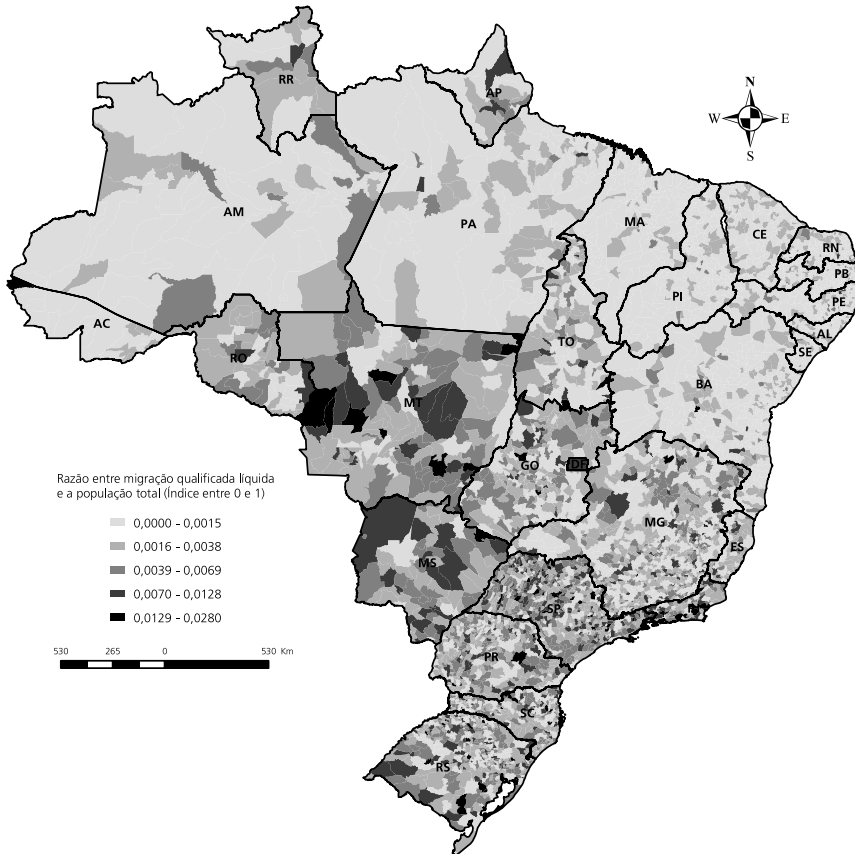 N
W E
S
RR
AP
AM
PA
MA
CE
RN
PB
PE
PI
AL
SE
AC
RO
TO
BA
MT
GO
DF
MG
ES
MS
SP
PR
SC
RS
Razão entre migração qualificada líquida
e a população total (Índice entre 0 e 1)
0,0000 - 0,0015
0,0016 - 0,0038
0,0039 - 0,0069
0,0070 - 0,0128
0,0129 - 0,0280
530 265 0 530 Km